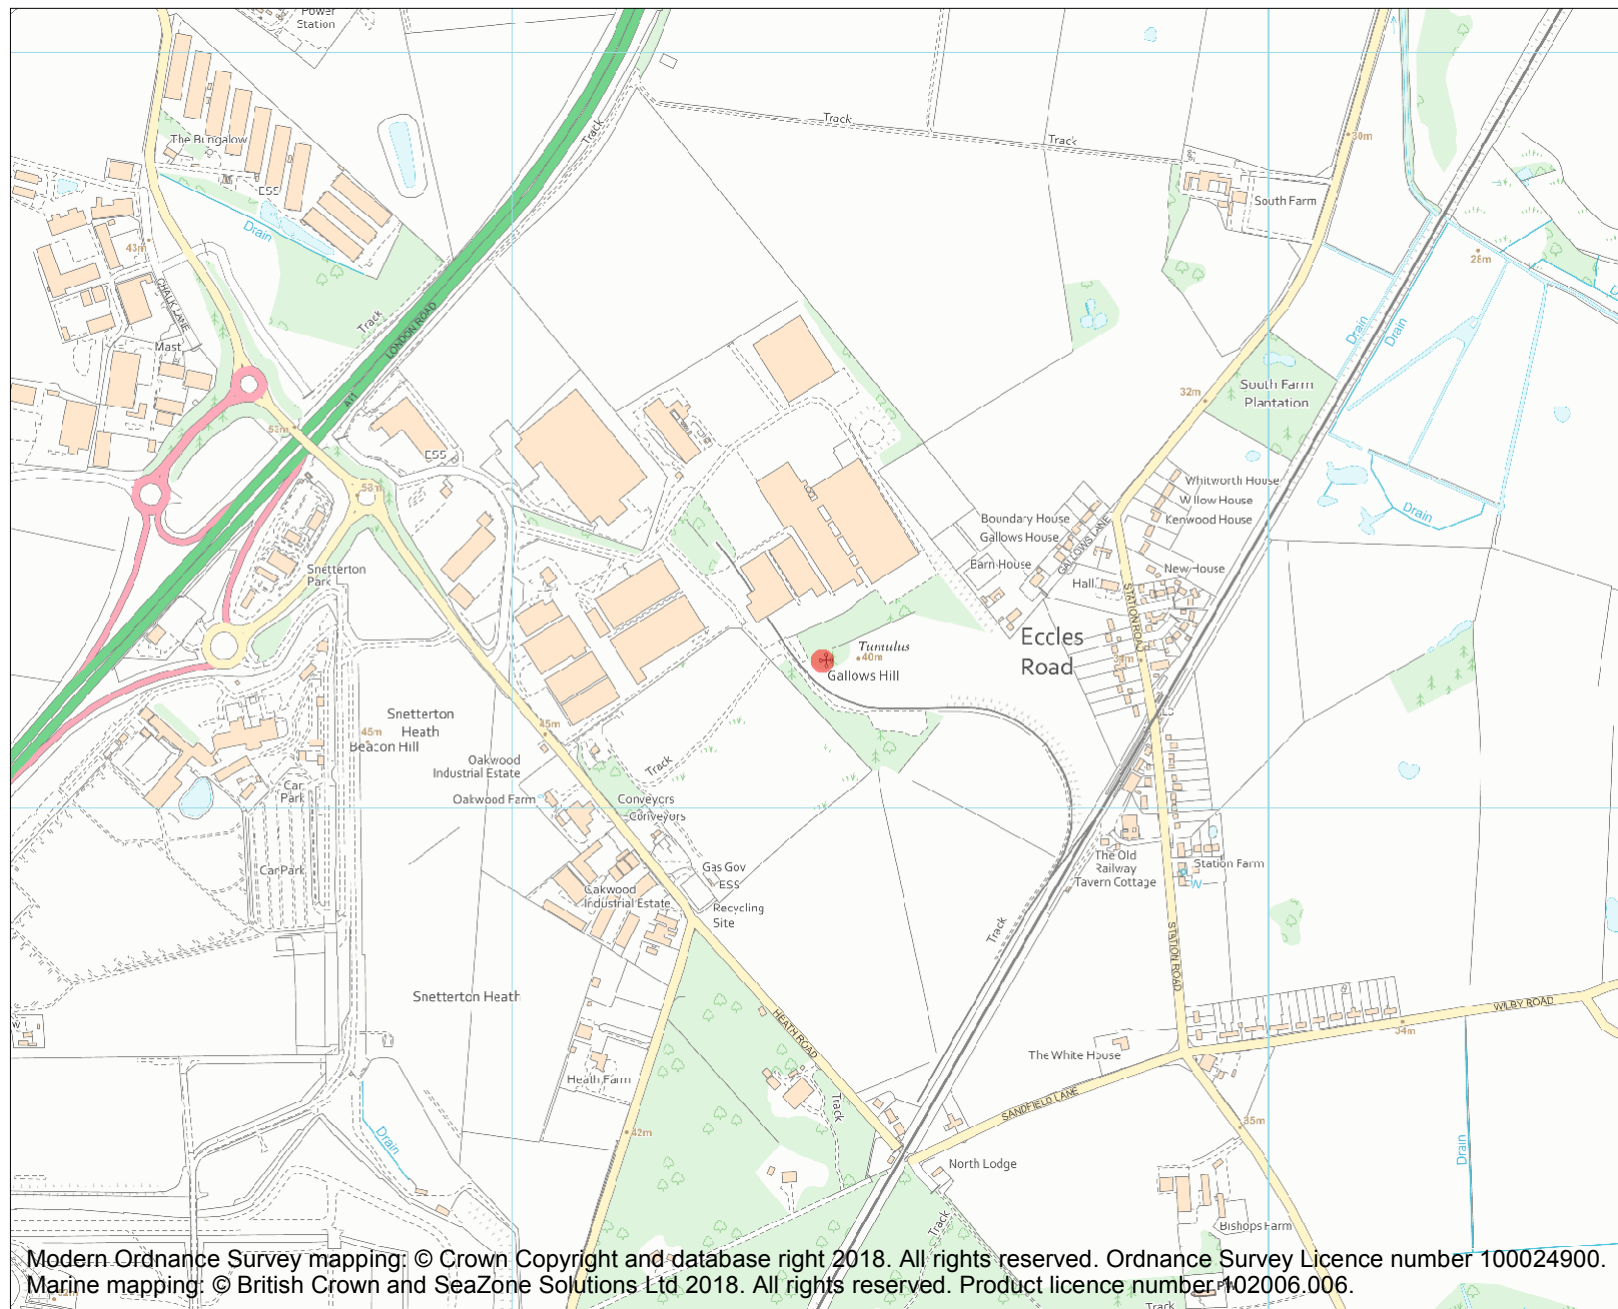 Power
Station
The Bungalow
ESS
Drain
43m
CHALK LANE
Mast
Track
LONDON ROAD
A11
53m
Track
Track
Track
30m
South Farm
28m
Drain
Drain
South Farm
Plantation
32m
Drain
ESS
53m
Snetterton
Park
Whitworth House
Willow House
Kenwood House
Boundary House
Gallows House
GALLOWS LANE
Earn House
Hall
New House
STATION ROAD
Eccles
Road
Tumulus
40m
Gallows Hill
Snetterton
Heath
45m
Beacon Hill
45m
Oakwood
Industrial Estate
Oakwood Farm
Track
Conveyors
Conveyors
Car
Park
Car Park
Gas Gov
ESS
Recycling
Site
Oakwood
Industrial Estate
The Old
Railway
Tavern Cottage
Station Farm
W
Track
STATION ROAD
Snetterton Heath
HEATH ROAD
WILBY ROAD
34m
The White House
Heath Farm
Track
SANDFIELD LANE
35m
Drain
42m
Drain
North Lodge
Track
Bishops Farm
Modern Ordnance Survey mapping: © Crown Copyright and database right 2018. All rights reserved. Ordnance Survey Licence number 100024900.
Marine mapping: © British Crown and SeaZone Solutions Ltd 2018. All rights reserved. Product licence number 102006.006.
Track